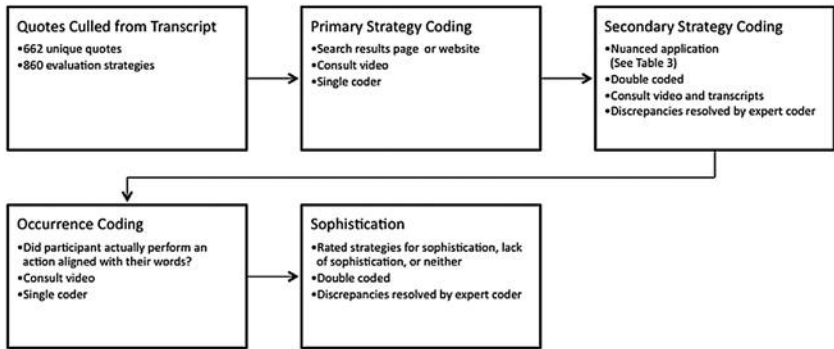 Quotes Culled from Transcript
•662 unique quotes
•860 evaluation strategies
Primary Strategy Coding
•Search results page or website
•Consult video
•Single coder
Secondary Strategy Coding
•Nuanced application
(See Table 3)
•Double coded
•Consult video and transcripts
•Discrepancies resolved by expert coder
Occurrence Coding
•Did participant actually perform an
action aligned with their words?
•Consult video
•Single coder
Sophistication
•Rated strategies for sophistication, lack
of sophistication, or neither
•Double coded
•Discrepancies resolved by expert coder